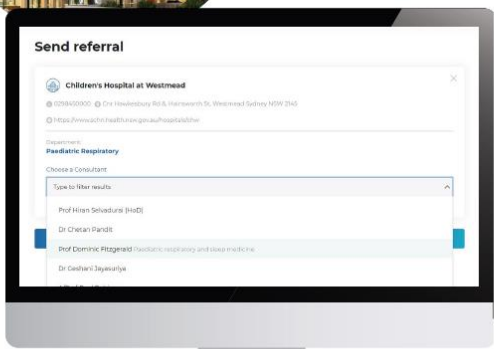 Send referral
Children's Hospital at Westmead
0298450000 Cnr Hawkesbury Rd & Hainsworth St, Westmead Sydney NSW 2145
Department:
Paediatric Respiratory
Choose a Consultant
Type to filter results
Prof Hiran Selvadurai (HoD)
Dr Chetan Pandit
Prof Dominic Fitzgerald Paediatric respiratory and sleep medicine
Dr Geshani Jayasuriya